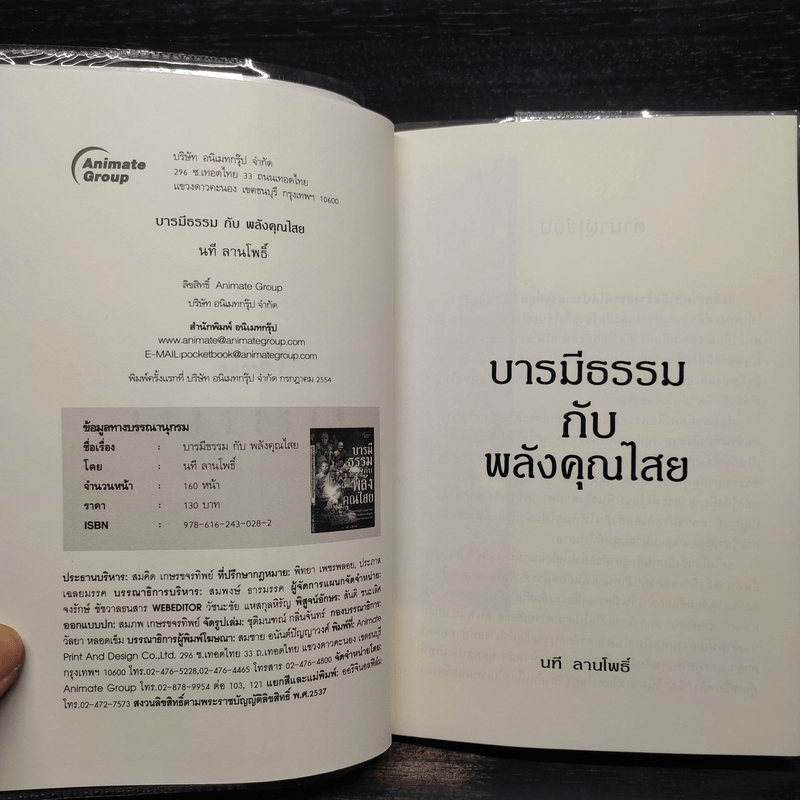 Animate
Group
บริษัท อนิเมทกรุ๊ป จำกัด
296 ซ.เทอดไทย 33 ถนนเทอดไทย
แขวงดาวคะนอง เขตธนบุรี กรุงเทพฯ 10600
บารมีธรรม กับ พลังคุณไสย
นที ลานโพธิ์
ลิขสิทธิ์ Animate Group
บริษัท อนิเมทกรุ๊ป จำกัด
สำนักพิมพ์ อนิเมทกรุ๊ป
www.animate@animategroup.com
E-MAIL:pocketbook@animategroup.com
พิมพ์ครั้งแรกที่ บริษัท อนิเมทกรุ๊ป จำกัด กรกฎาคม 2554
ข้อมูลทางบรรณานุกรม
ชื่อเรื่อง : บารมีธรรม กับ พลังคุณไสย
โดย : นที ลานโพธิ์
จำนวนหน้า : 160 หน้า
ราคา : 130 บาท
ISBN : 978-616-243-028-2
บารมี
ธรรม
กับ
พลัง
คุณไสย
ประธานบริหาร: สมคิด เกษรขจรทิพย์ ที่ปรึกษากฎหมาย: พิทยา เพชรพลอย, ประภาส
เฉลยมรรค บรรณาธิการบริหาร: สมพงษ์ ธารมรรค ผู้จัดการแผนกจัดจำหน่าย:
จงรักษ์ ชัชวาลธนสาร WEBEDITOR วัชนะชัย แหสกุลหิรัญ พิสูจน์อักษร: สันติ ชนะเลิศ
ออกแบบปก: สมภพ เกษรขจรทิพย์ จัดรูปเล่ม: ชุติมณฑณ์ กลิ่นจันทร์ กองบรรณาธิการ:
วัลยา หลอดเข็ม บรรณาธิการผู้พิมพ์โฆษณา: สมชาย อนันต์ปัญญาวงศ์ พิมพ์ที่: Animate
Print And Design Co.,Ltd. 296 ซ.เทอดไทย 33 ถ.เทอดไทย แขวงดาวคะนอง เขตธนบุรี
กรุงเทพฯ 10600 โทร.02-476-5228,02-476-4465 โทรสาร 02-476-4800 จัดจำหน่ายโดย:
Animate Group โทร.02-878-9954 ต่อ 103, 121 แยกสีและแม่พิมพ์: ออริจินอลฟิล์ม
โทร.02-472-7573 สงวนลิขสิทธิ์ตามพระราชบัญญัติลิขสิทธิ์ พ.ศ.2537
บารมีธรรม
กับ
พลังคุณไสย
นที ลานโพธิ์